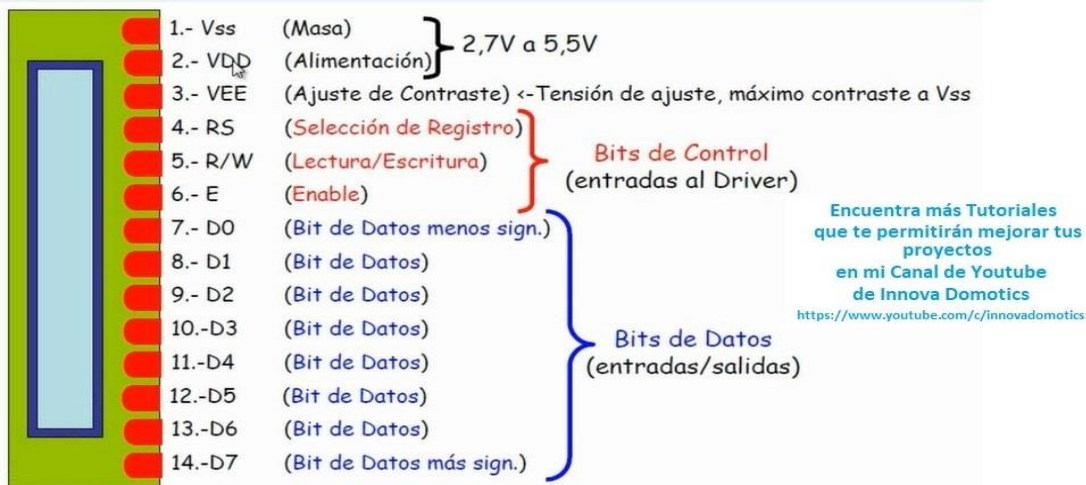 1.- Vss (Masa)
2.- VDD (Alimentación)
2,7V a 5,5V
3.- VEE (Ajuste de Contraste) <-Tensión de ajuste, máximo contraste a Vss
4.- RS (Selección de Registro)
5.- R/W (Lectura/Escritura)
6.- E (Enable)
Bits de Control
(entradas al Driver)
7.- D0 (Bit de Datos menos sign.)
8.- D1 (Bit de Datos)
9.- D2 (Bit de Datos)
10.-D3 (Bit de Datos)
11.-D4 (Bit de Datos)
12.-D5 (Bit de Datos)
13.-D6 (Bit de Datos)
14.-D7 (Bit de Datos más sign.)
Bits de Datos
(entradas/salidas)
Encuentra más Tutoriales
que te permitirán mejorar tus
proyectos
en mi Canal de Youtube
de Innova Domotics
https://www.youtube.com/c/innovadomotics